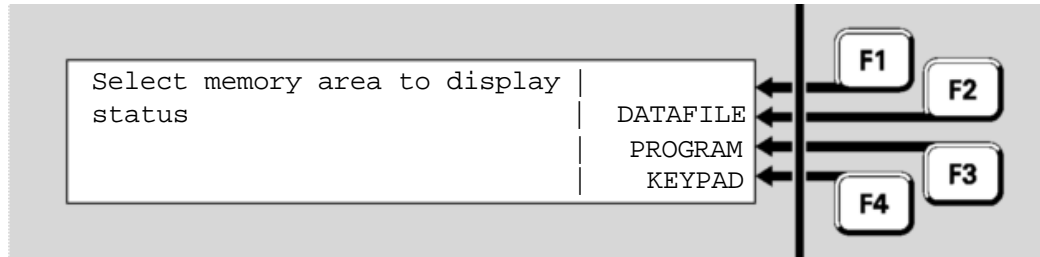 Select memory area to display |
status | DATAFILE
| PROGRAM
| KEYPAD
F1
F2
F3
F4